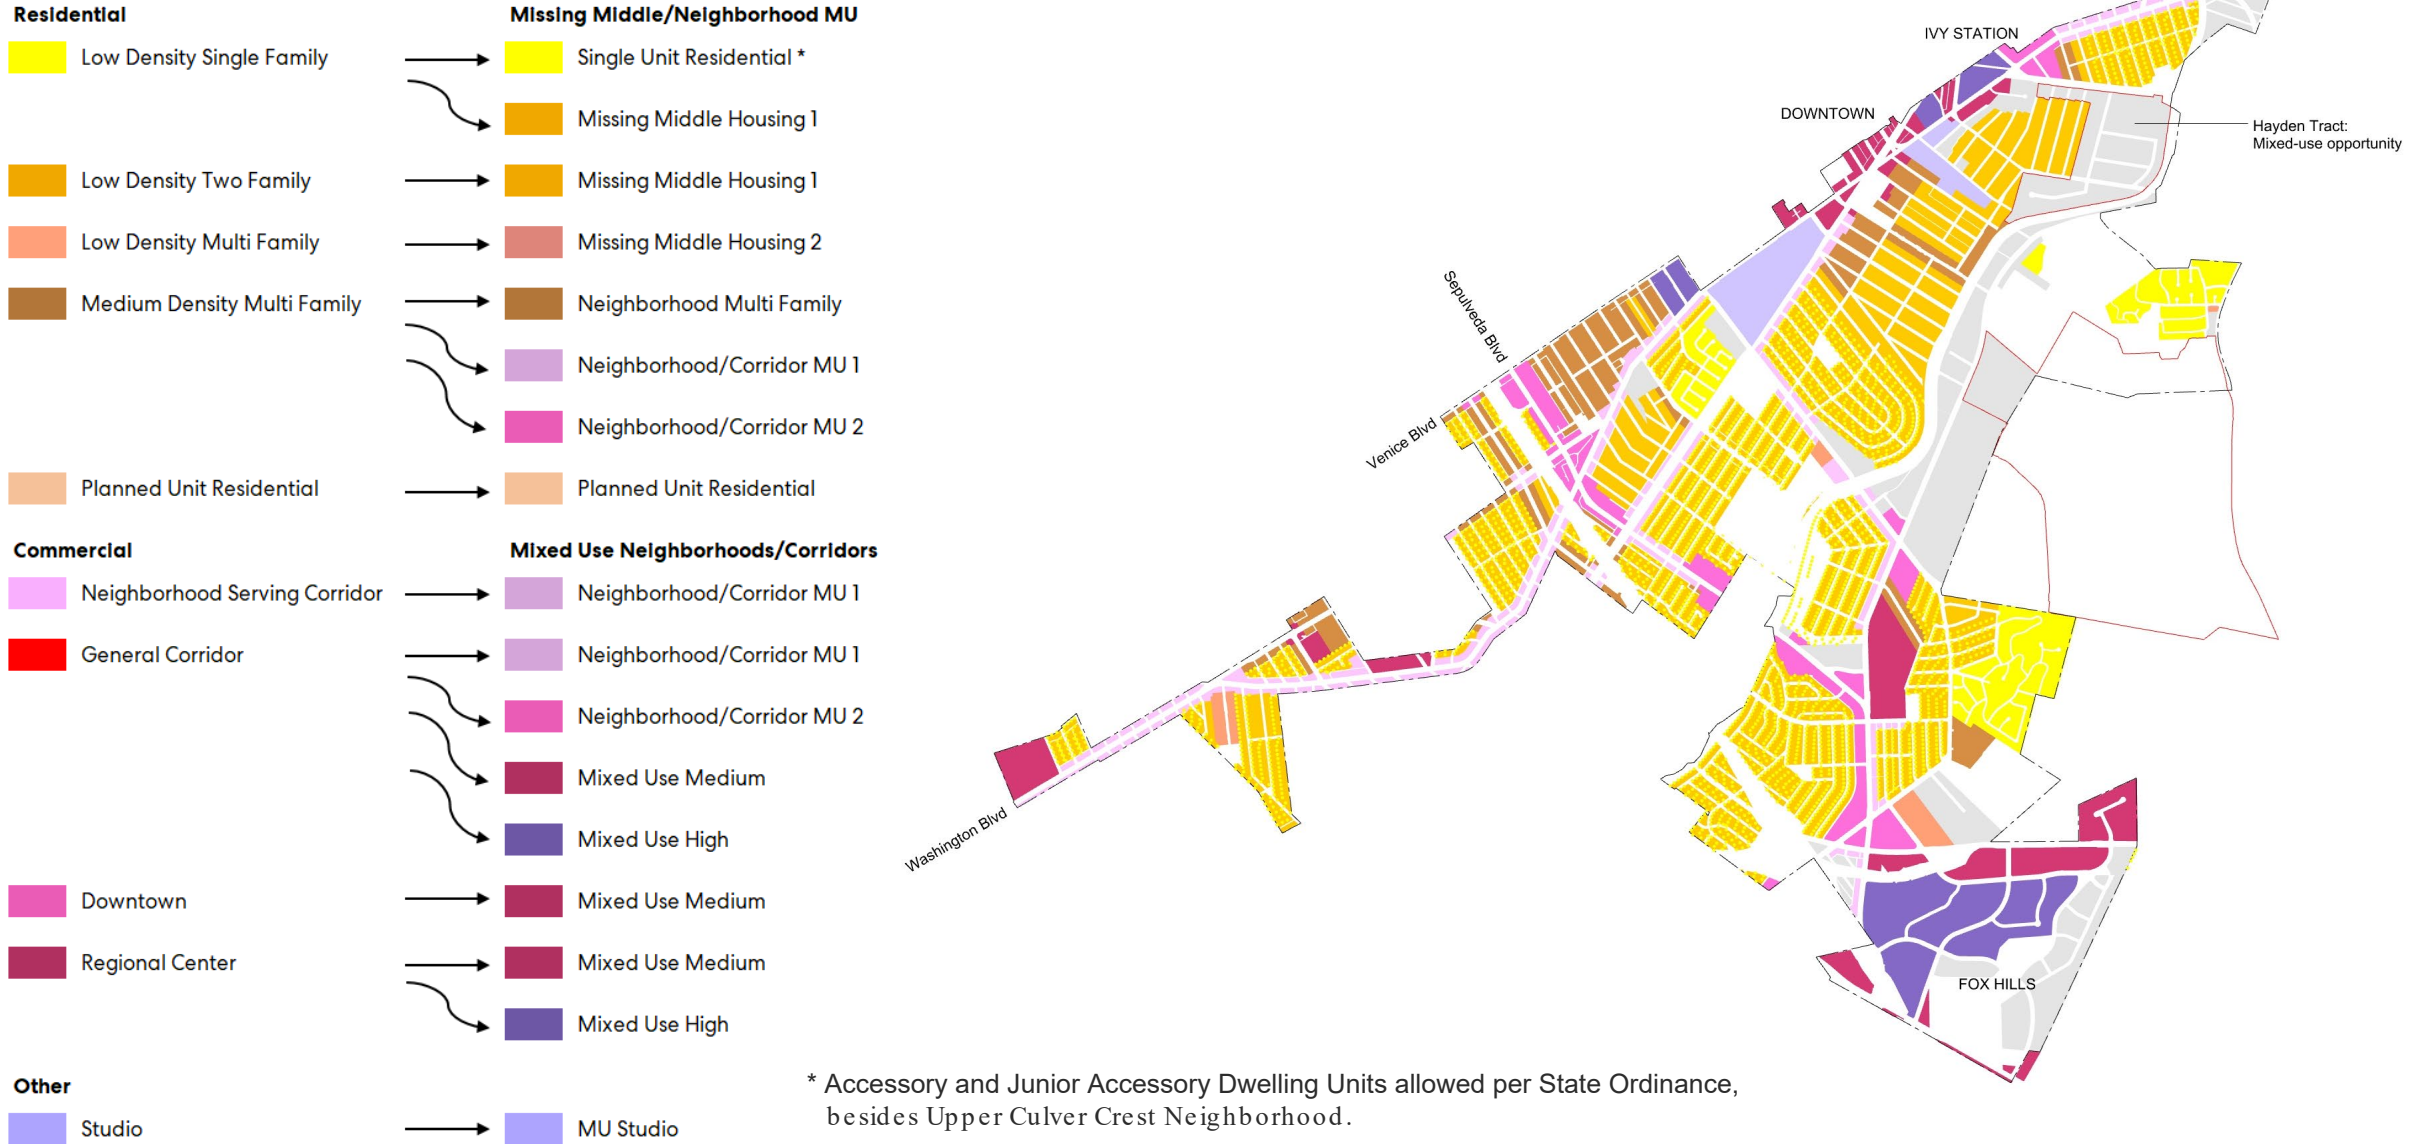 Residential
Missing Middle/Neighborhood MU
Low Density Single Family
Single Unit Residential *
Missing Middle Housing 1
Low Density Two Family
Missing Middle Housing 1
Low Density Multi Family
Missing Middle Housing 2
Medium Density Multi Family
Neighborhood Multi Family
Neighborhood/Corridor MU 1
Neighborhood/Corridor MU 2
Planned Unit Residential
Planned Unit Residential
Commercial
Mixed Use Neighborhoods/Corridors
Neighborhood Serving Corridor
Neighborhood/Corridor MU 1
General Corridor
Neighborhood/Corridor MU 1
Neighborhood/Corridor MU 2
Mixed Use Medium
Mixed Use High
Downtown
Mixed Use Medium
Regional Center
Mixed Use Medium
Mixed Use High
Other
Studio
MU Studio
IVY STATION
DOWNTOWN
Hayden Tract:
Mixed-use opportunity
Sepulveda Blvd
Venice Blvd
Washington Blvd
FOX HILLS
* Accessory and Junior Accessory Dwelling Units allowed per State Ordinance,
besides Upper Culver Crest Neighborhood.